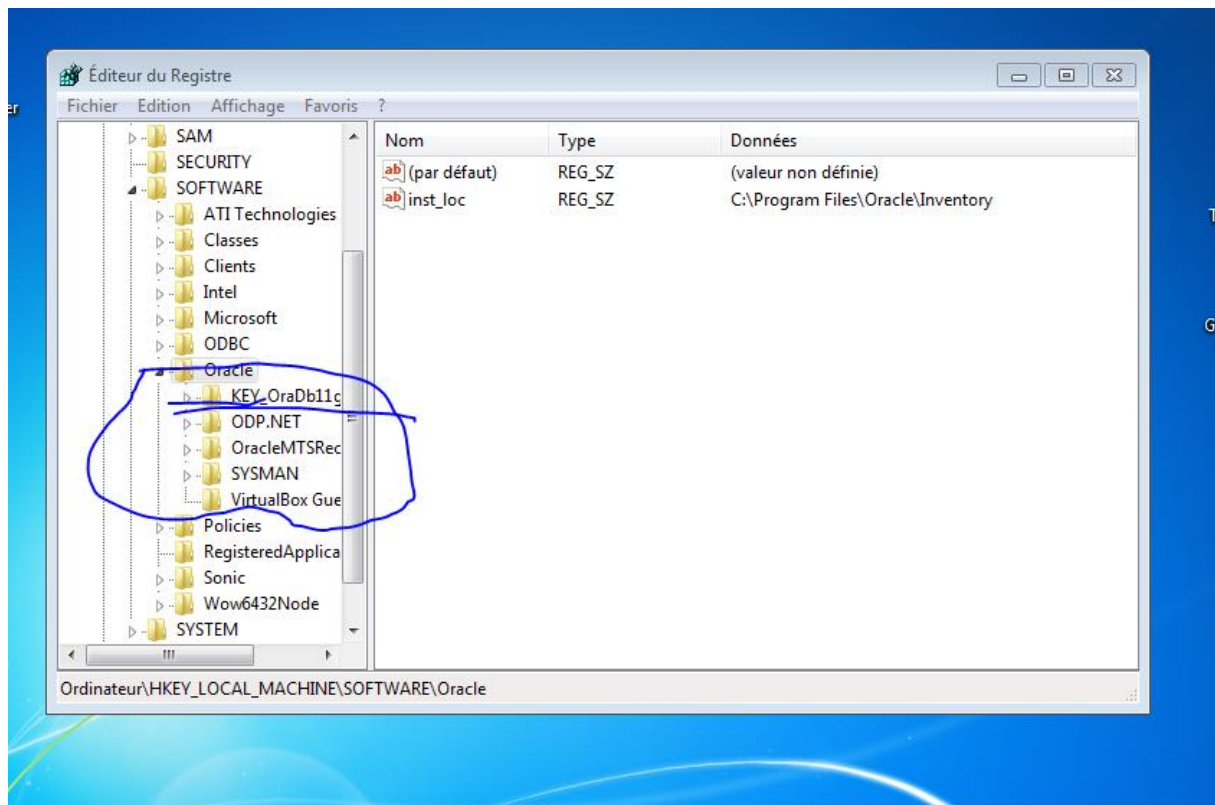 er
Éditeur du Registre
Fichier Edition Affichage Favoris ?
SAM
SECURITY
SOFTWARE
ATI Technologies
Classes
Clients
Intel
Microsoft
ODBC
Oracle
KEY_OraDb11g
ODP.NET
OracleMTSRec
SYSMAN
VirtualBox Gue
Policies
RegisteredApplica
Sonic
Wow6432Node
SYSTEM
Nom Type Données
(par défaut) REG_SZ (valeur non définie)
inst_loc REG_SZ C:\Program Files\Oracle\Inventory
T
G
Ordinateur\HKEY_LOCAL_MACHINE\SOFTWARE\Oracle